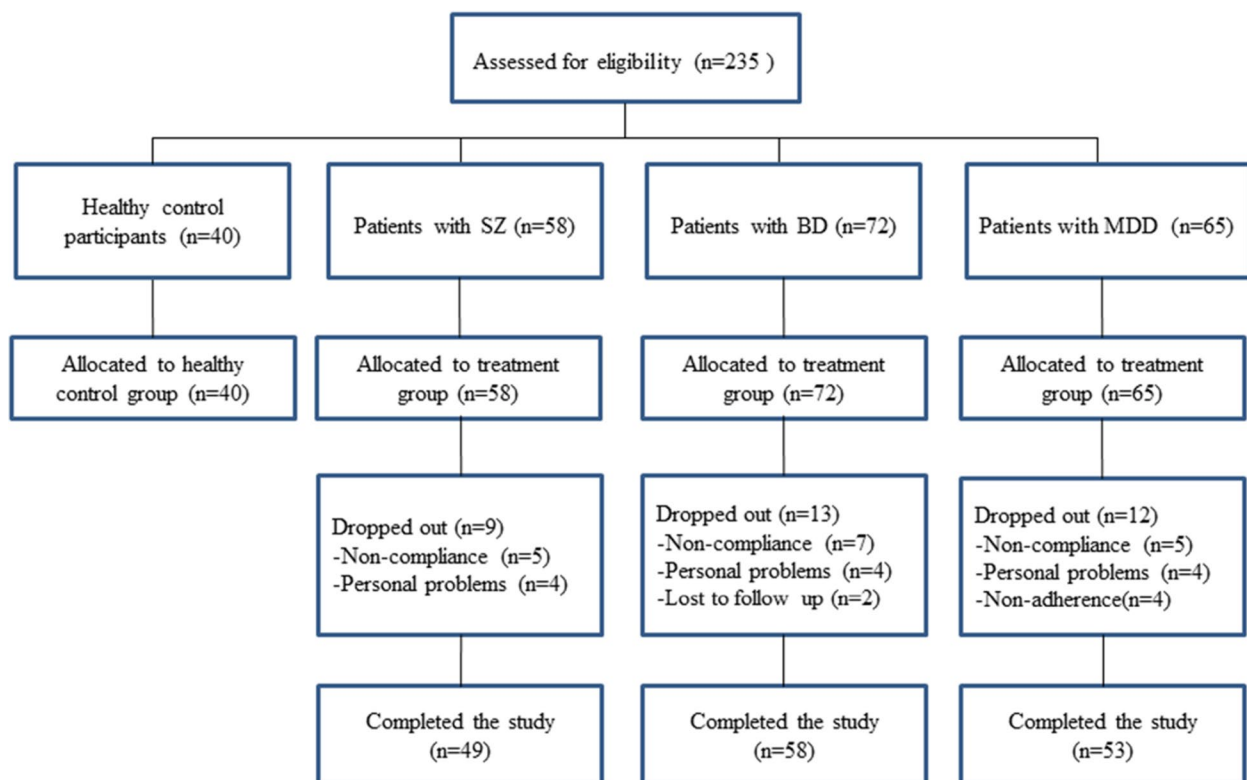 Assessed for eligibility (n=235 )
Healthy control
participants (n=40)
Patients with SZ (n=58)
Patients with BD (n=72)
Patients with MDD (n=65)
Allocated to healthy
control group (n=40)
Allocated to treatment
group (n=58)
Allocated to treatment
group (n=72)
Allocated to treatment
group (n=65)
Dropped out (n=9)
-Non-compliance (n=5)
-Personal problems (n=4)
Dropped out (n=13)
-Non-compliance (n=7)
-Personal problems (n=4)
-Lost to follow up (n=2)
Dropped out (n=12)
-Non-compliance (n=5)
-Personal problems (n=4)
-Non-adherence(n=4)
Completed the study
(n=49)
Completed the study
(n=58)
Completed the study
(n=53)